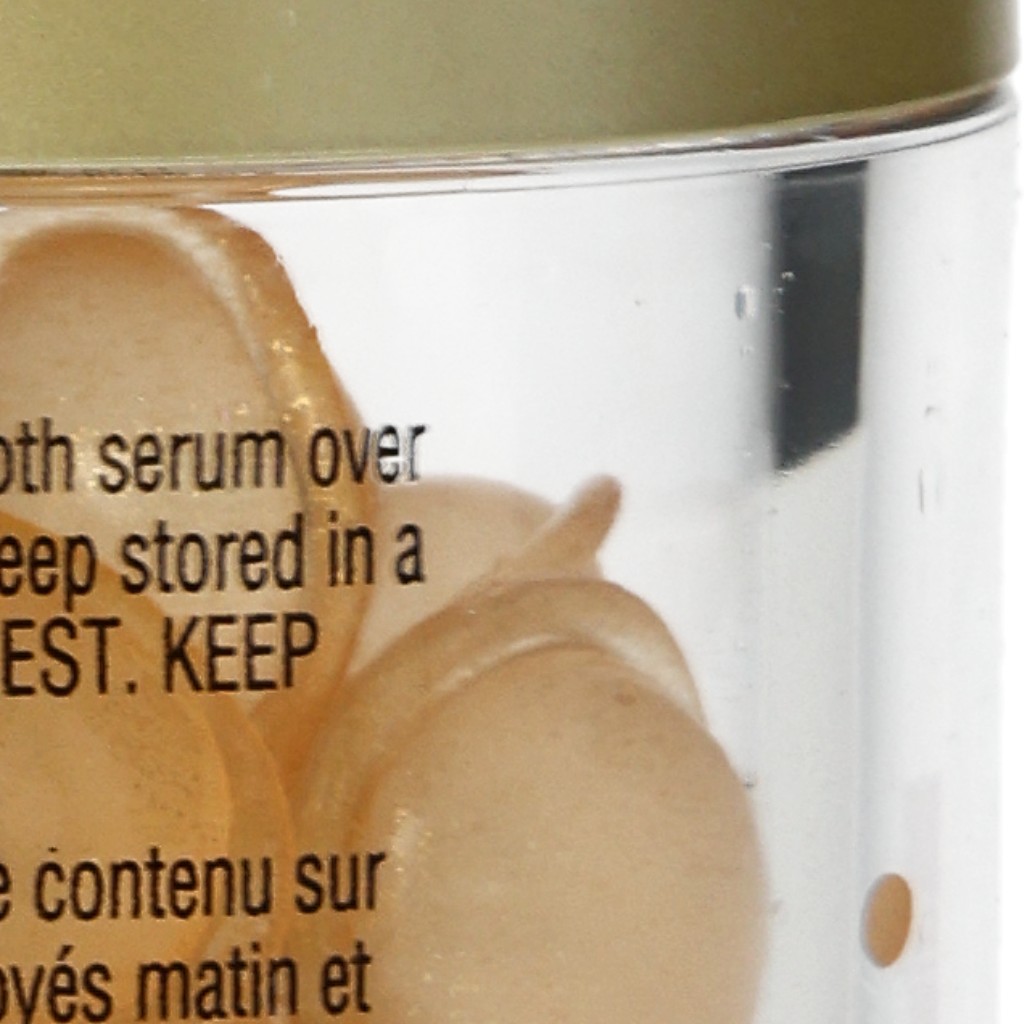 oth serum over
eep stored in a
EST. KEEP
e contenu sur
oyés matin et